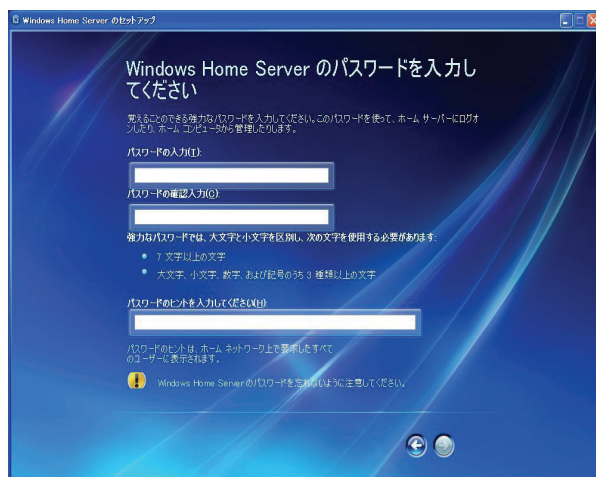 Windows Home Server のセットアップ
Windows Home Server のパスワードを入力し
てください
覚えることのできる強力なパスワードを入力してください。このパスワードを使って、ホーム サーバーにログオ
ンしたり、ホーム コンピュータから管理したりします。
パスワードの入力(I):
パスワードの確認入力(C):
強力なパスワードでは、大文字と小文字を区別し、次の文字を使用する必要があります:
7 文字以上の文字
大文字、小文字、数字、および記号のうち 3 種類以上の文字
パスワードのヒントを入力してください(H):
パスワードのヒントは、ホーム ネットワーク上で要求したすべて
のユーザーに表示されます。
Windows Home Server のパスワードを忘れないように注意してください。